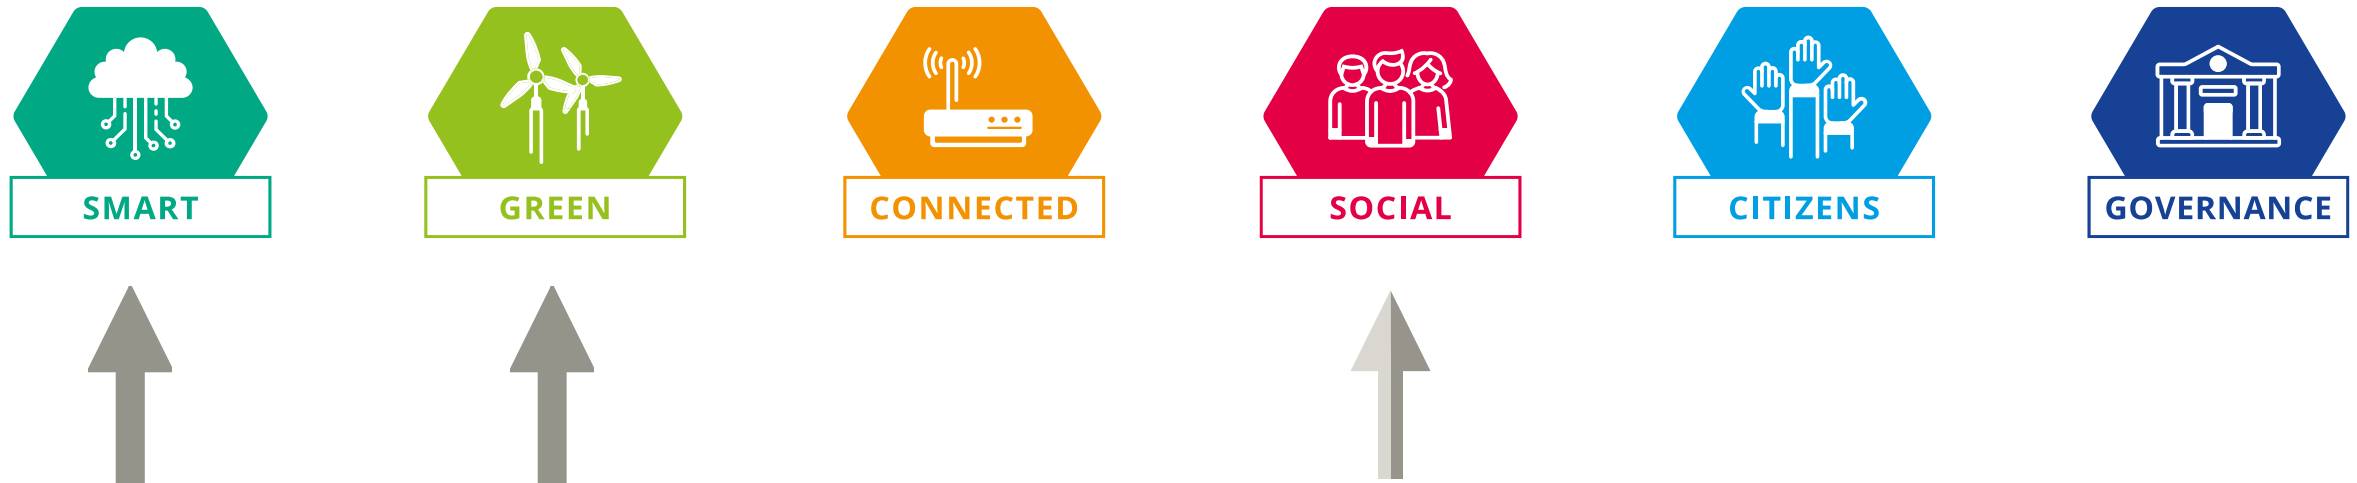 SMART
GREEN
CONNECTED
SOCIAL
CITIZENS
GOVERNANCE